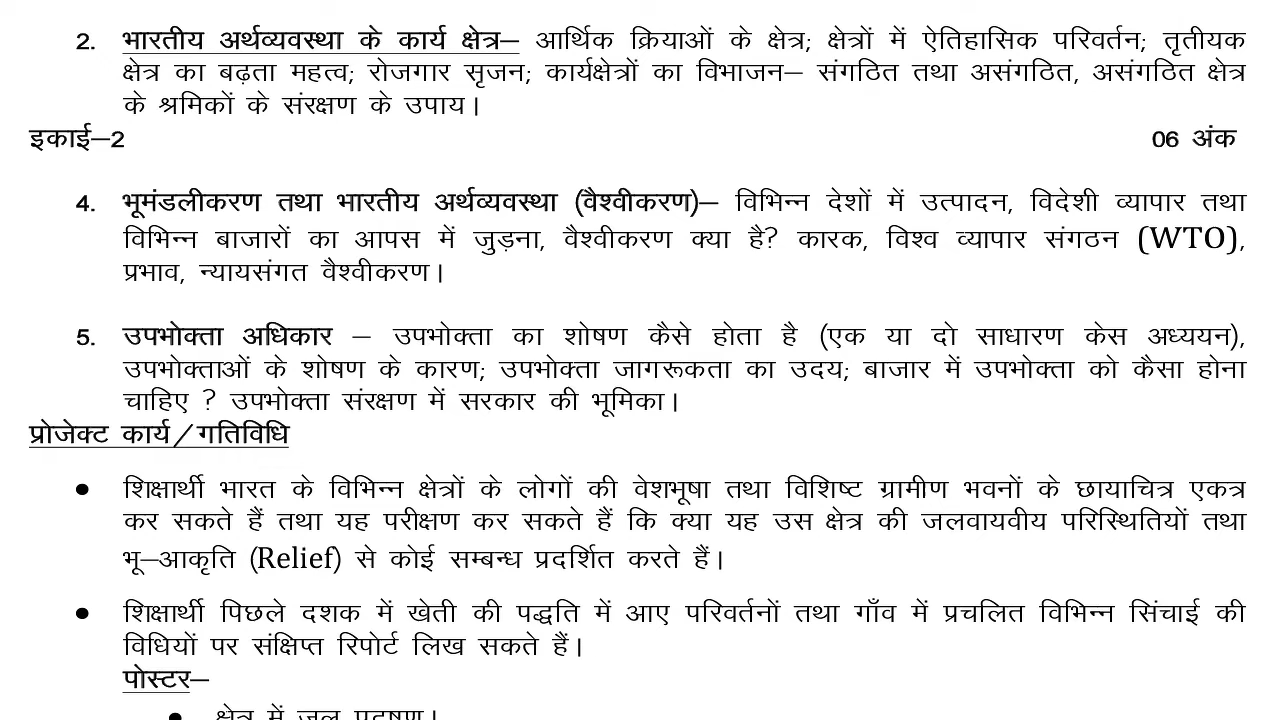 2. भारतीय अर्थव्यवस्था के कार्य क्षेत्र– आर्थिक क्रियाओं के क्षेत्र; क्षेत्रों में ऐतिहासिक परिवर्तन; तृतीयक
क्षेत्र का बढ़ता महत्व; रोजगार सृजन; कार्यक्षेत्रों का विभाजन– संगठित तथा असंगठित, असंगठित क्षेत्र
के श्रमिकों के संरक्षण के उपाय।
इकाई–2 06 अंक
4. भूमंडलीकरण तथा भारतीय अर्थव्यवस्था (वैश्वीकरण)– विभिन्न देशों में उत्पादन, विदेशी व्यापार तथा
विभिन्न बाजारों का आपस में जुड़ना, वैश्वीकरण क्या है? कारक, विश्व व्यापार संगठन (WTO),
प्रभाव, न्यायसंगत वैश्वीकरण।
5. उपभोक्ता अधिकार – उपभोक्ता का शोषण कैसे होता है (एक या दो साधारण केस अध्ययन),
उपभोक्ताओं के शोषण के कारण; उपभोक्ता जागरूकता का उदय; बाजार में उपभोक्ता को कैसा होना
चाहिए ? उपभोक्ता संरक्षण में सरकार की भूमिका।
प्रोजेक्ट कार्य/गतिविधि
● शिक्षार्थी भारत के विभिन्न क्षेत्रों के लोगों की वेशभूषा तथा विशिष्ट ग्रामीण भवनों के छायाचित्र एकत्र
कर सकते हैं तथा यह परीक्षण कर सकते हैं कि क्या यह उस क्षेत्र की जलवायवीय परिस्थितियों तथा
भू–आकृति (Relief) से कोई सम्बन्ध प्रदर्शित करते हैं।
● शिक्षार्थी पिछले दशक में खेती की पद्धति में आए परिवर्तनों तथा गाँव में प्रचलित विभिन्न सिंचाई की
विधियों पर संक्षिप्त रिपोर्ट लिख सकते हैं।
पोस्टर–
● क्षेत्र में जल प्रदूषण।